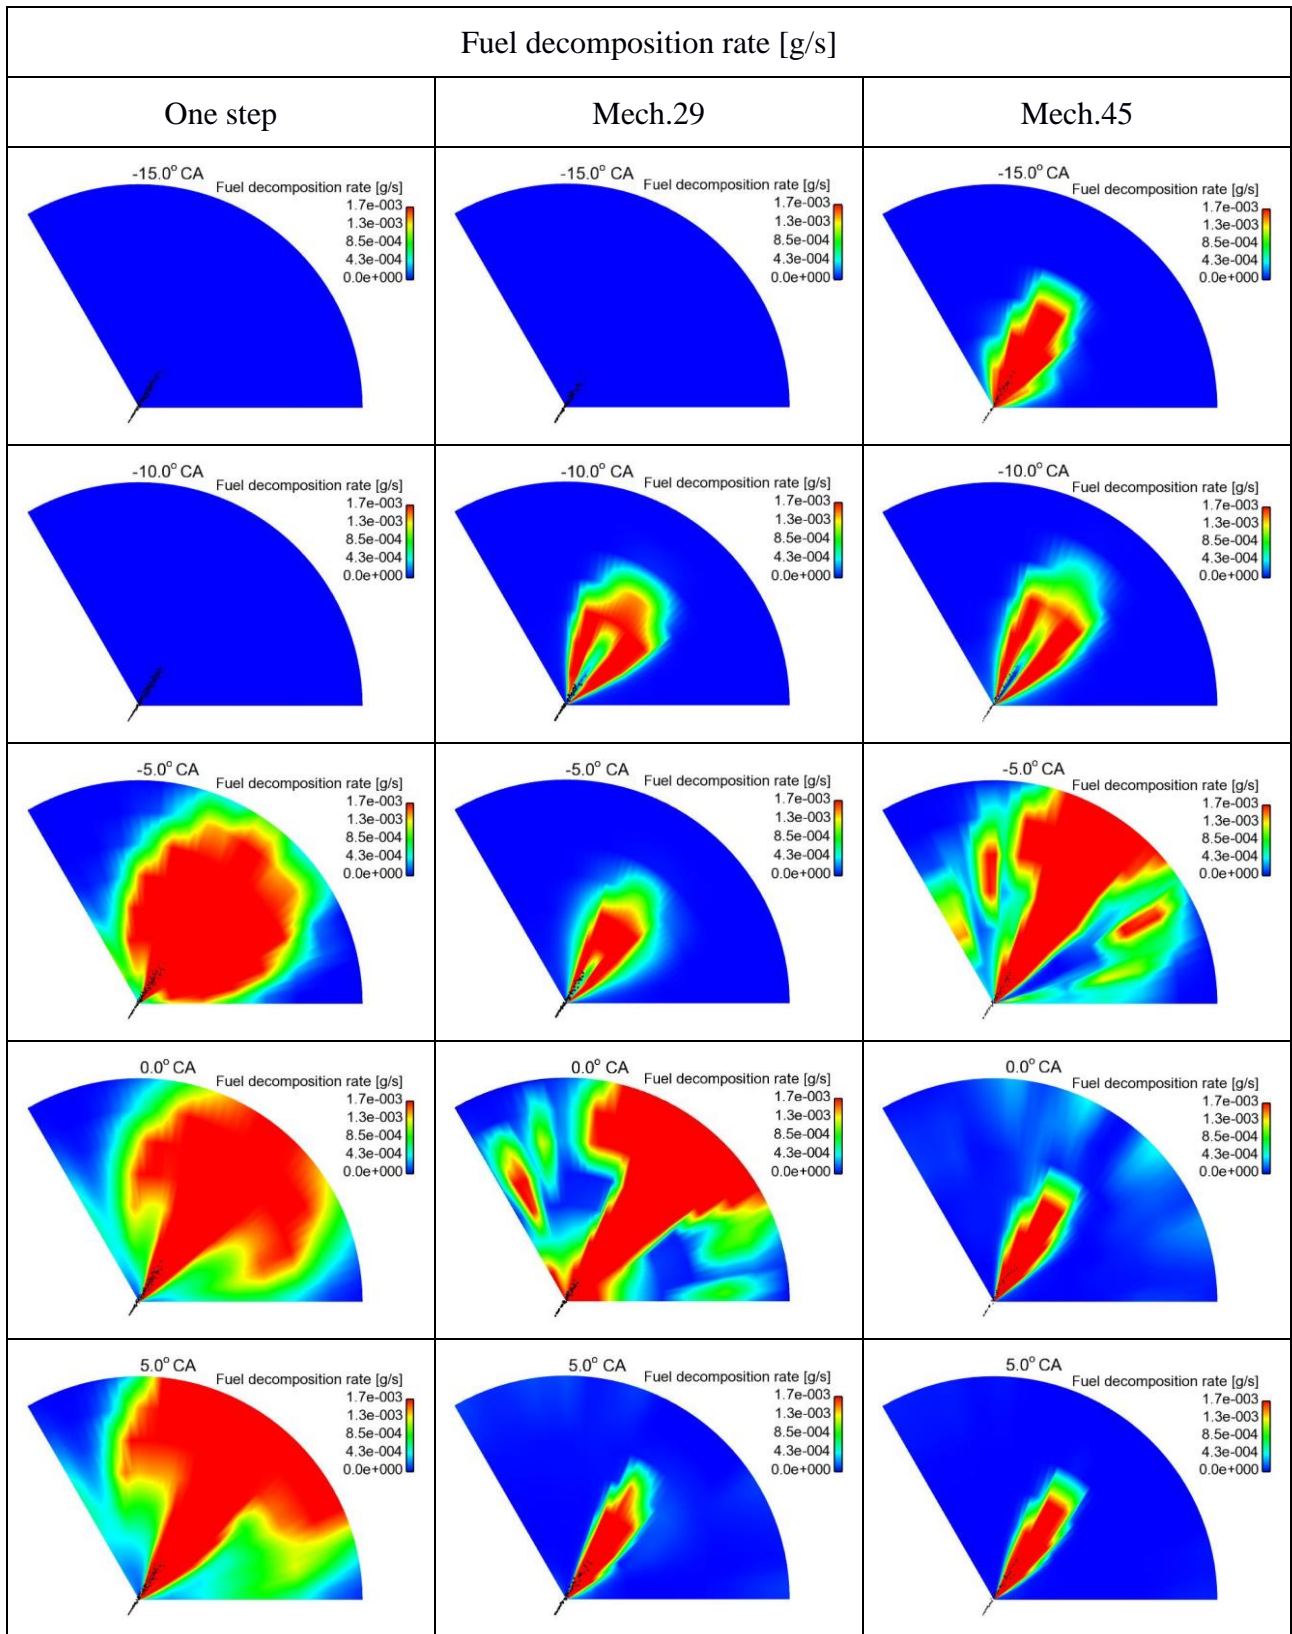 Fuel decomposition rate [g/s]
One step
Mech.29
Mech.45
-15.0° CA
Fuel decomposition rate [g/s]
1.7e-003
1.3e-003
8.5e-004
4.3e-004
0.0e+000
-15.0° CA
Fuel decomposition rate [g/s]
1.7e-003
1.3e-003
8.5e-004
4.3e-004
0.0e+000
-15.0° CA
Fuel decomposition rate [g/s]
1.7e-003
1.3e-003
8.5e-004
4.3e-004
0.0e+000
-10.0° CA
Fuel decomposition rate [g/s]
1.7e-003
1.3e-003
8.5e-004
4.3e-004
0.0e+000
-10.0° CA
Fuel decomposition rate [g/s]
1.7e-003
1.3e-003
8.5e-004
4.3e-004
0.0e+000
-10.0° CA
Fuel decomposition rate [g/s]
1.7e-003
1.3e-003
8.5e-004
4.3e-004
0.0e+000
-5.0° CA
Fuel decomposition rate [g/s]
1.7e-003
1.3e-003
8.5e-004
4.3e-004
0.0e+000
-5.0° CA
Fuel decomposition rate [g/s]
1.7e-003
1.3e-003
8.5e-004
4.3e-004
0.0e+000
-5.0° CA
Fuel decomposition rate [g/s]
1.7e-003
1.3e-003
8.5e-004
4.3e-004
0.0e+000
0.0° CA
Fuel decomposition rate [g/s]
1.7e-003
1.3e-003
8.5e-004
4.3e-004
0.0e+000
0.0° CA
Fuel decomposition rate [g/s]
1.7e-003
1.3e-003
8.5e-004
4.3e-004
0.0e+000
0.0° CA
Fuel decomposition rate [g/s]
1.7e-003
1.3e-003
8.5e-004
4.3e-004
0.0e+000
5.0° CA
Fuel decomposition rate [g/s]
1.7e-003
1.3e-003
8.5e-004
4.3e-004
0.0e+000
5.0° CA
Fuel decomposition rate [g/s]
1.7e-003
1.3e-003
8.5e-004
4.3e-004
0.0e+000
5.0° CA
Fuel decomposition rate [g/s]
1.7e-003
1.3e-003
8.5e-004
4.3e-004
0.0e+000